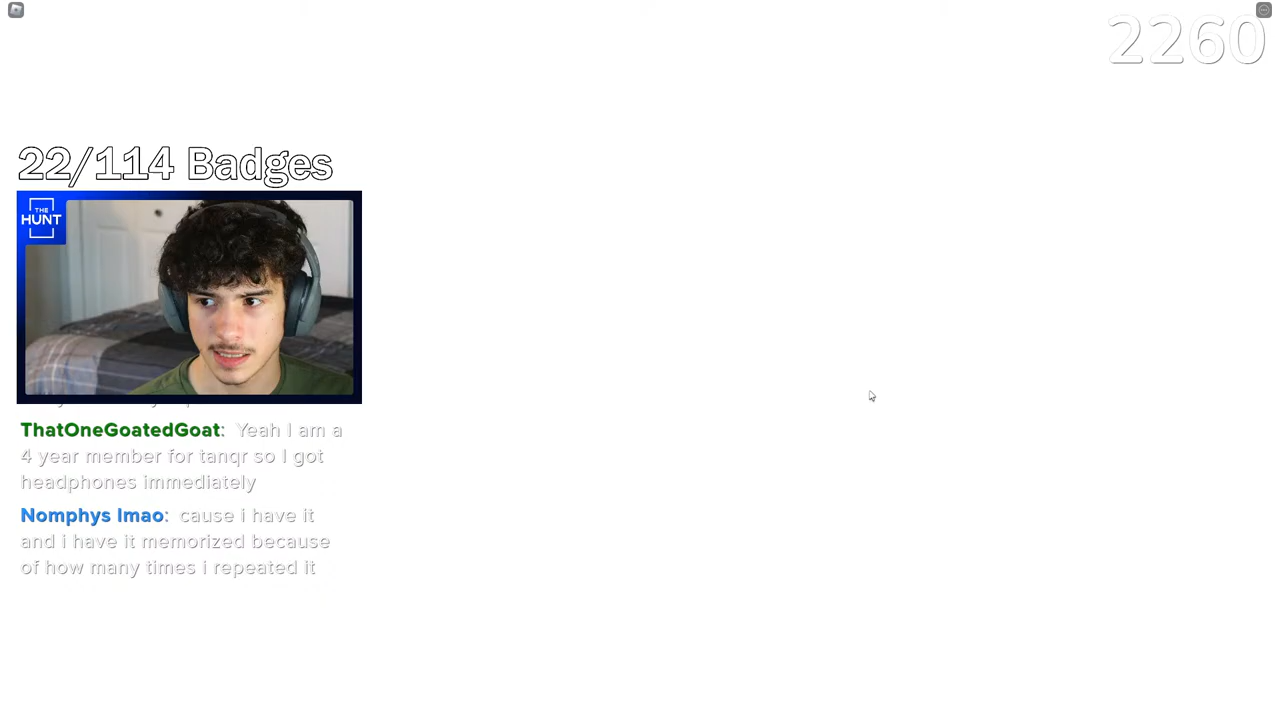 2260
22/114 Badges
THE
HUNT
ThatOneGoatedGoat: Yeah I am a
4 year member for tanqr so I got
headphones immediately
Nomphys lmao: cause i have it
and i have it memorized because
of how many times i repeated it